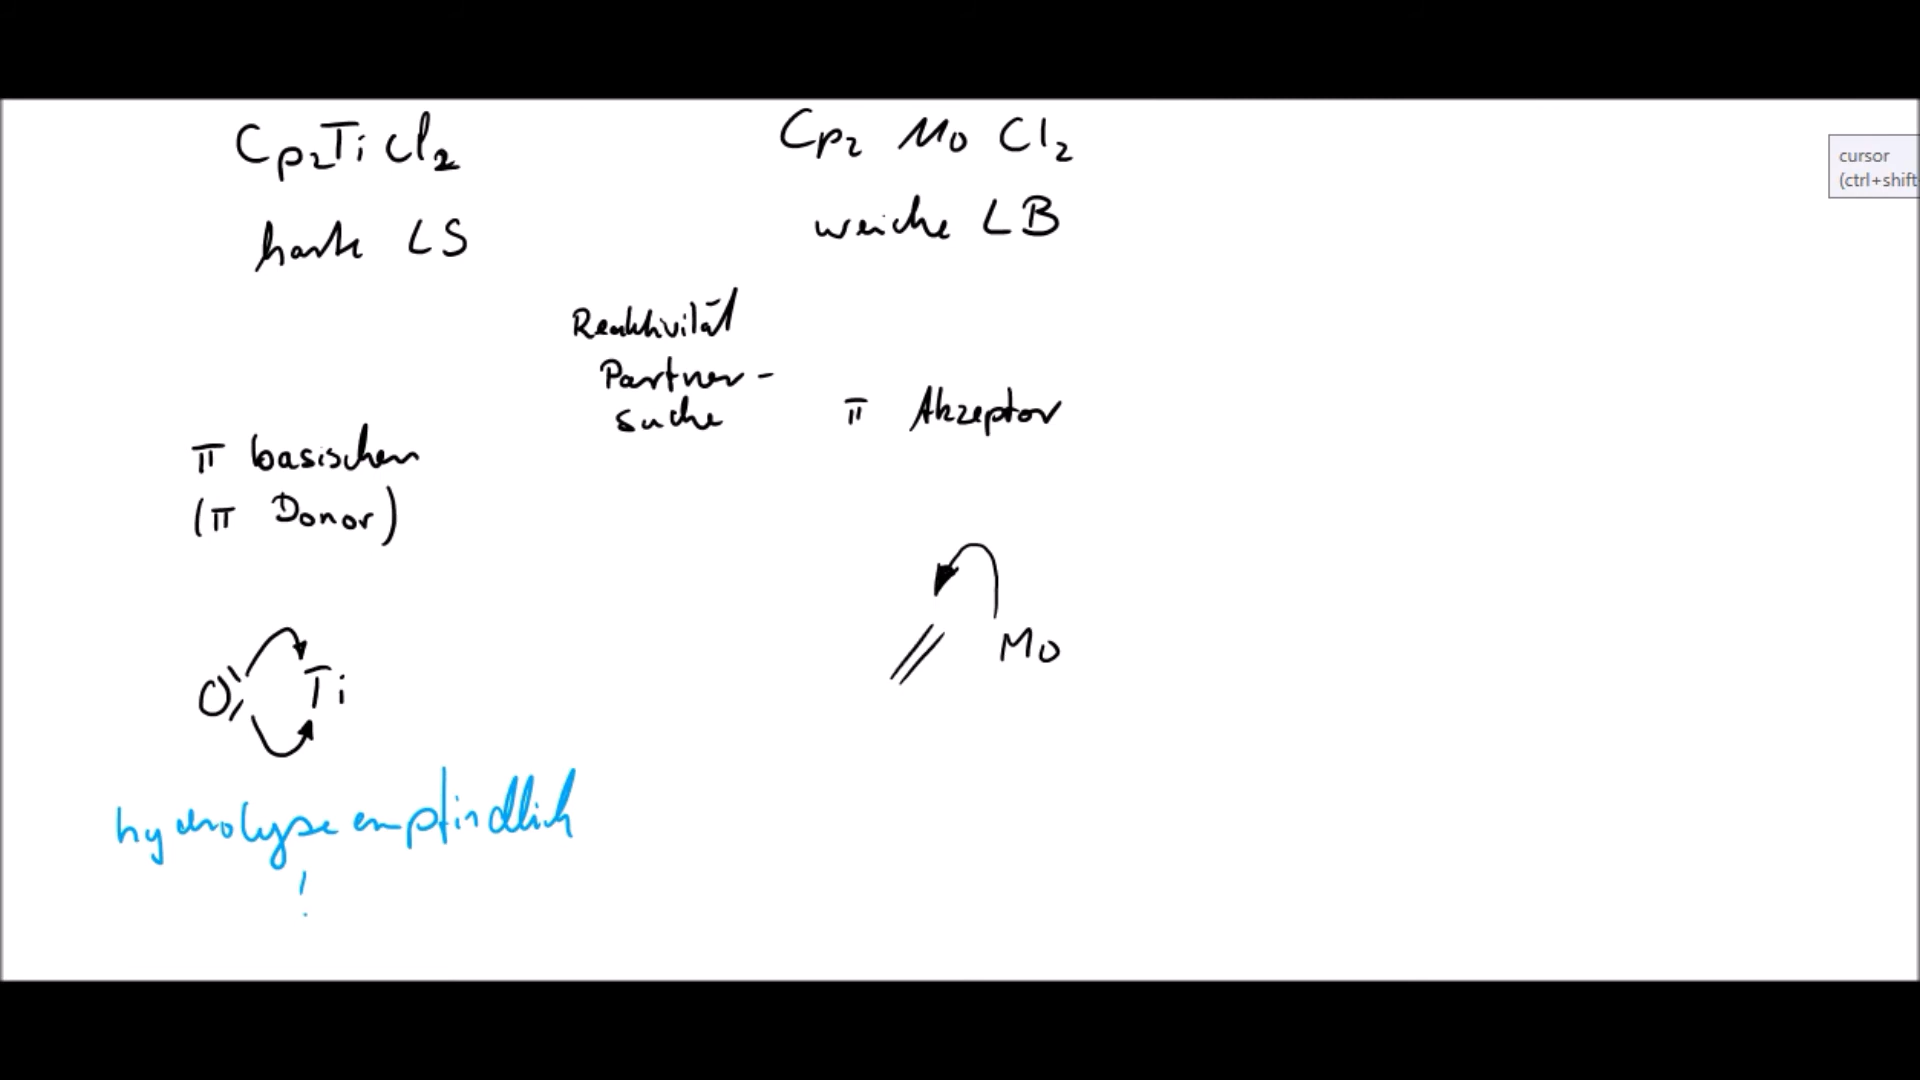 Cp₂TiCl₂
harte LS
Cp₂ Mo Cl₂
weiche LB
Reaktivität
Partner-
suche
π basischen
(π Donor)
π Akzeptor
O Ti
Mo
hydrolyseempfindlich
!
cursor
(ctrl+shift